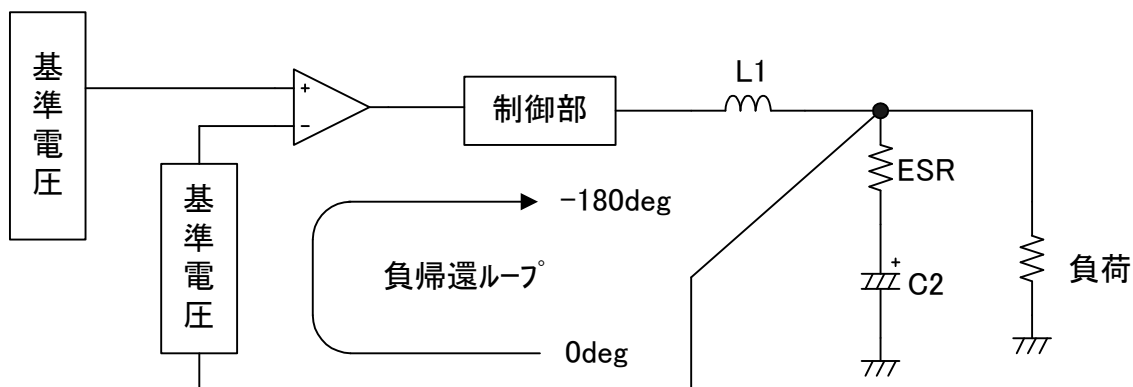 基準電圧
+
−
基準電圧
制御部
L1
ESR
+
C2
負荷
−180deg
負帰還ループ
0deg